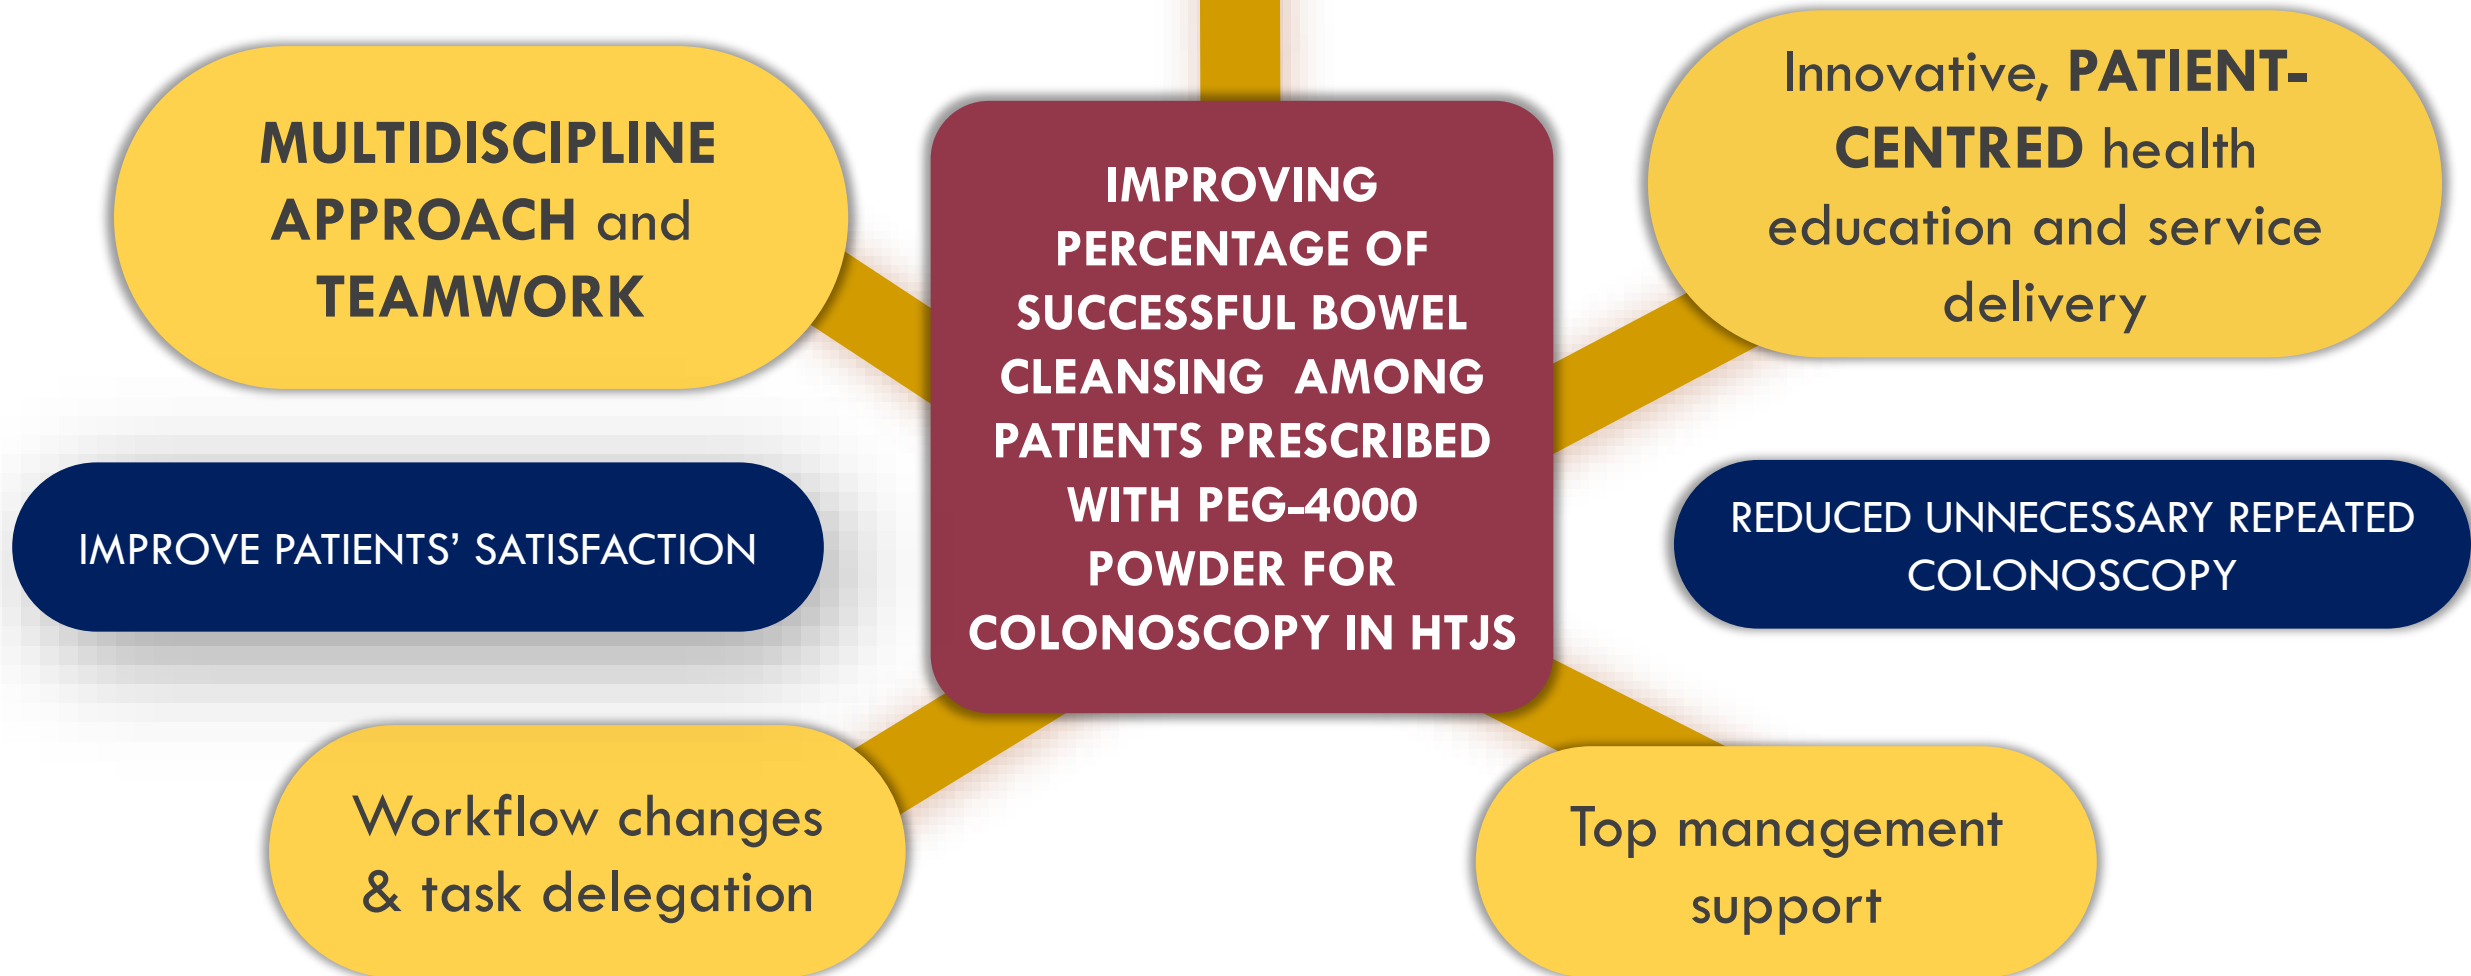 MULTIDISCIPLINE
APPROACH and
TEAMWORK
IMPROVING
PERCENTAGE OF
SUCCESSFUL BOWEL
CLEANSING  AMONG
PATIENTS PRESCRIBED
WITH PEG-4000
POWDER FOR
COLONOSCOPY IN HTJS
Innovative, PATIENT-
CENTRED health
education and service
delivery
IMPROVE PATIENTS’ SATISFACTION
REDUCED UNNECESSARY REPEATED
COLONOSCOPY
Workflow changes
& task delegation
Top management
support